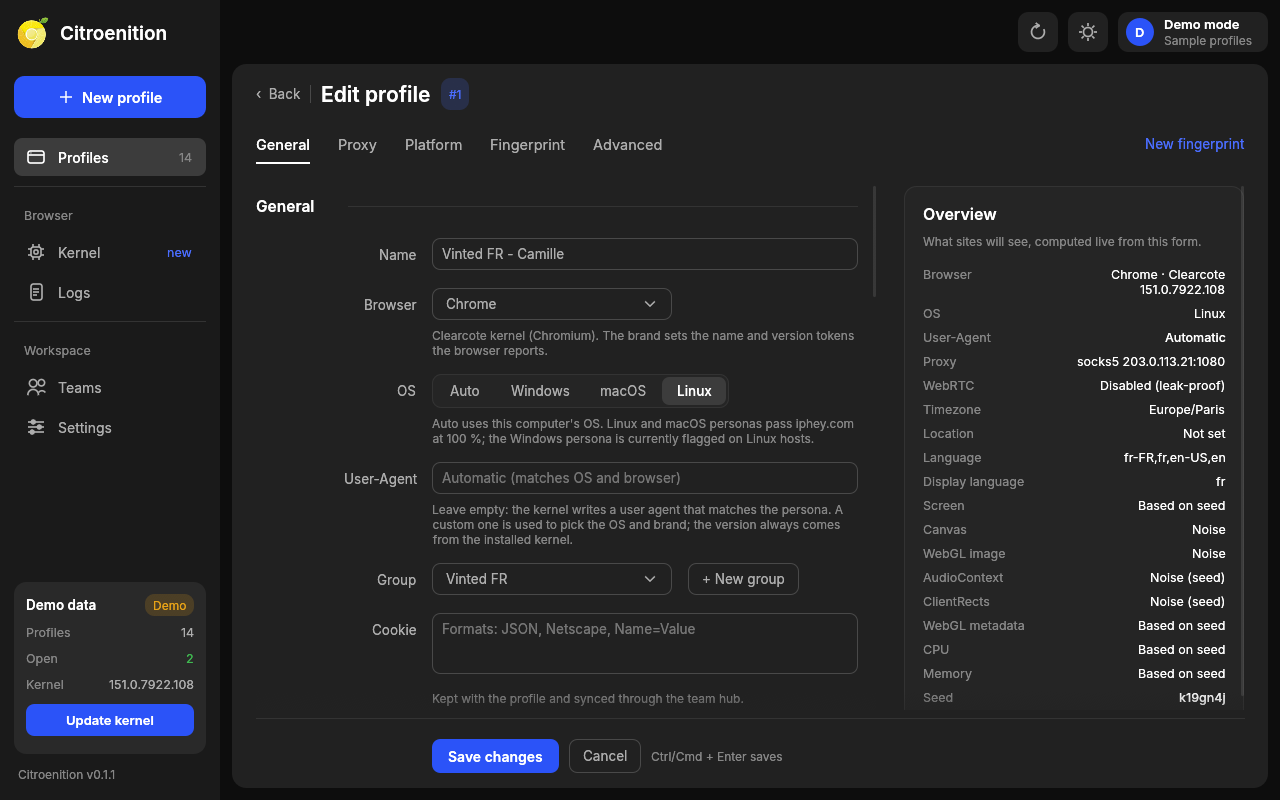 Citroenition
New profile
Profiles 14
Browser
Kernel new
Logs
Workspace
Teams
Settings
Demo data Demo
Profiles 14
Open 2
Kernel 151.0.7922.108
Update kernel
Citroenition v0.1.1
D
Demo mode
Sample profiles
‹ Back
Edit profile
#1
General Proxy Platform Fingerprint Advanced
New fingerprint
General
Name Vinted FR - Camille
Browser Chrome
Clearcote kernel (Chromium). The brand sets the name and version tokens
the browser reports.
OS Auto Windows macOS Linux
Auto uses this computer's OS. Linux and macOS personas pass iphey.com
at 100 %; the Windows persona is currently flagged on Linux hosts.
User-Agent Automatic (matches OS and browser)
Leave empty: the kernel writes a user agent that matches the persona. A
custom one is used to pick the OS and brand; the version always comes
from the installed kernel.
Group Vinted FR + New group
Cookie Formats: JSON, Netscape, Name=Value
Kept with the profile and synced through the team hub.
Save changes Cancel Ctrl/Cmd + Enter saves
Overview
What sites will see, computed live from this form.
Browser Chrome · Clearcote
151.0.7922.108
OS Linux
User-Agent Automatic
Proxy socks5 203.0.113.21:1080
WebRTC Disabled (leak-proof)
Timezone Europe/Paris
Location Not set
Language fr-FR,fr,en-US,en
Display language fr
Screen Based on seed
Canvas Noise
WebGL image Noise
AudioContext Noise (seed)
ClientRects Noise (seed)
WebGL metadata Based on seed
CPU Based on seed
Memory Based on seed
Seed k19gn4j